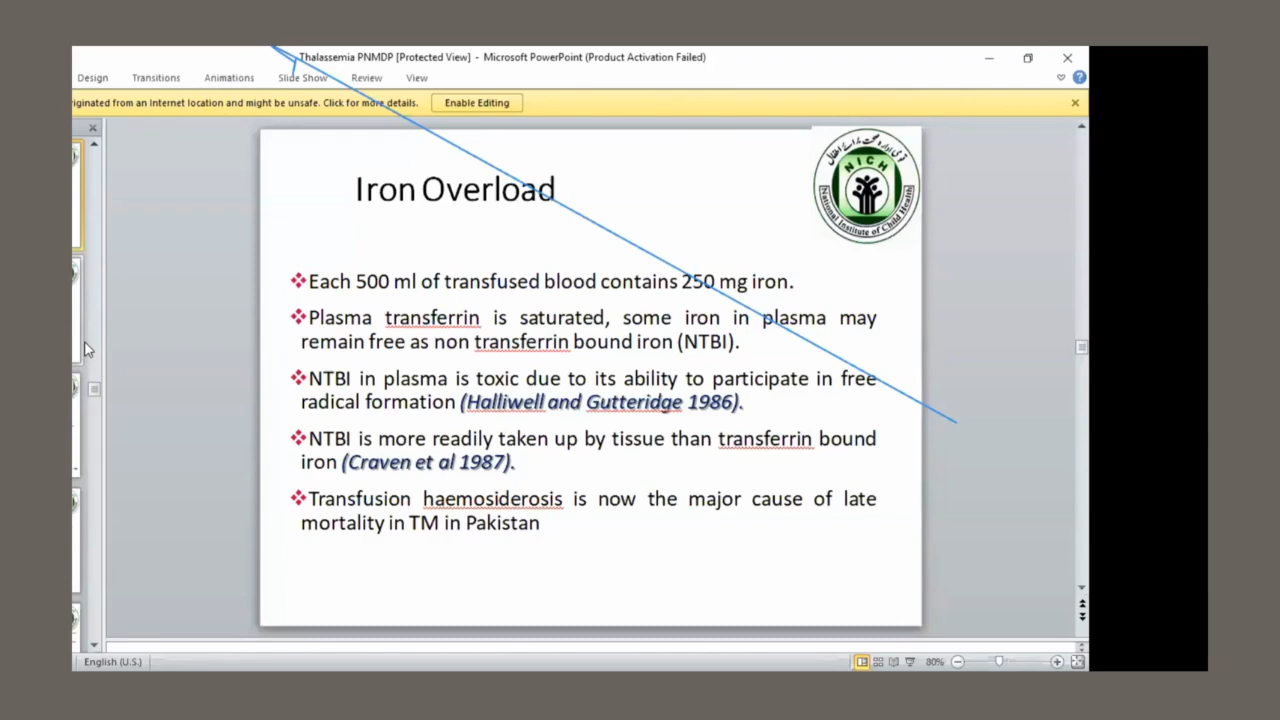 Thalassemia PNMDP [Protected View] - Microsoft PowerPoint (Product Activation Failed)
Design Transitions Animations Slide Show Review View
iginated from an Internet location and might be unsafe. Click for more details. Enable Editing
قومی ادارہ صحت برائے اطفال
NICH
National Institute of Child Health
Iron Overload
Each 500 ml of transfused blood contains 250 mg iron.
Plasma transferrin is saturated, some iron in plasma may
remain free as non transferrin bound iron (NTBI).
NTBI in plasma is toxic due to its ability to participate in free
radical formation (Halliwell and Gutteridge 1986).
NTBI is more readily taken up by tissue than transferrin bound
iron (Craven et al 1987).
Transfusion haemosiderosis is now the major cause of late
mortality in TM in Pakistan
English (U.S.) 80%